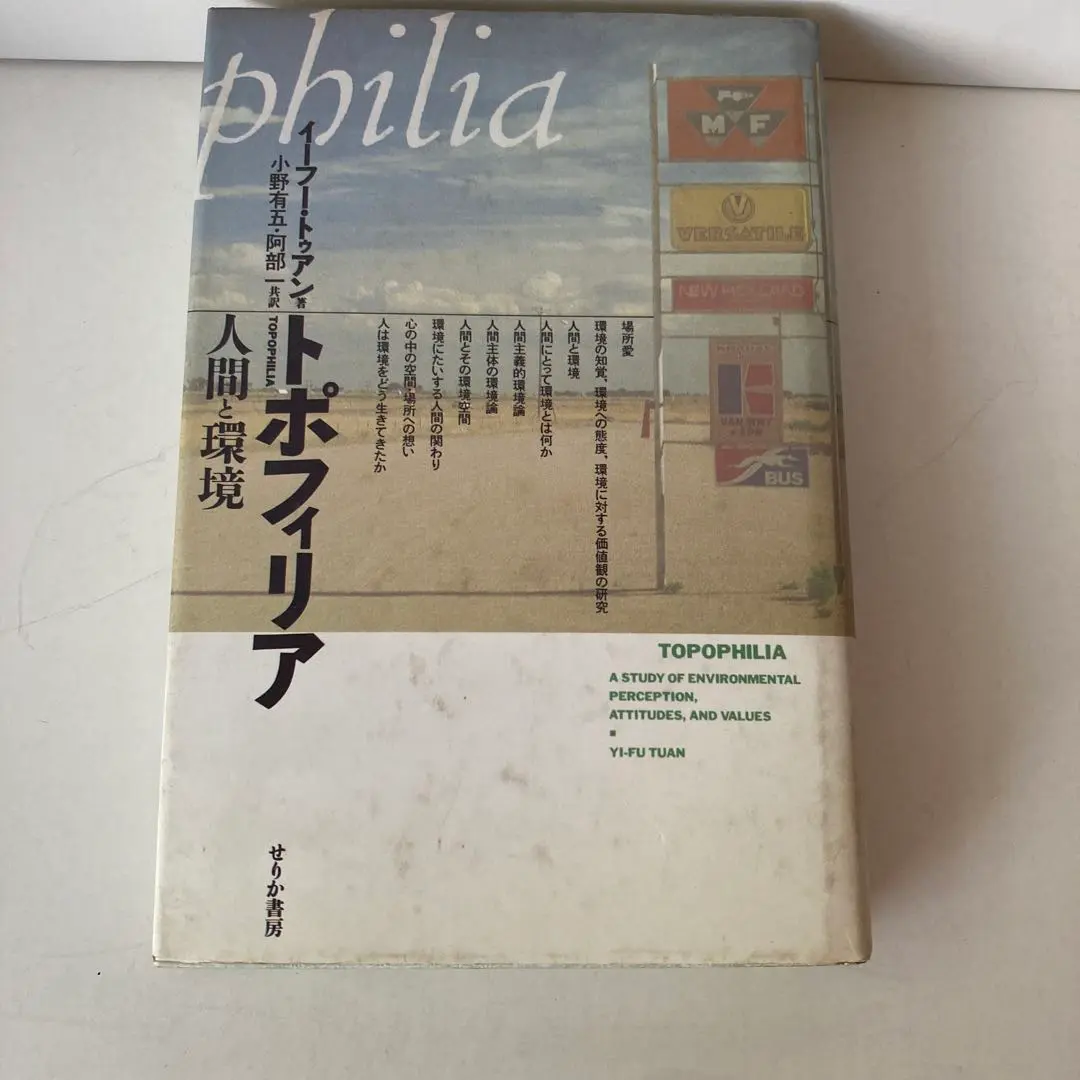 philia
イーフー・トゥアン著
小野有五・阿部一共訳
TOPOPHILIA
トポフィリア
人間と環境
場所愛
環境の知覚、環境への態度、環境に対する価値観の研究
人間と環境
人間にとって環境とは何か
人間主義的環境論
人間主体の環境論
人間とその環境空間
環境にたいする人間の関わり
心の中の空間・場所への想い
人は環境をどう生きてきたか
M F
VERSATILE
NEW HOLLAND
BUS
TOPOPHILIA
A STUDY OF ENVIRONMENTAL
PERCEPTION,
ATTITUDES, AND VALUES
YI-FU TUAN
せりか書房